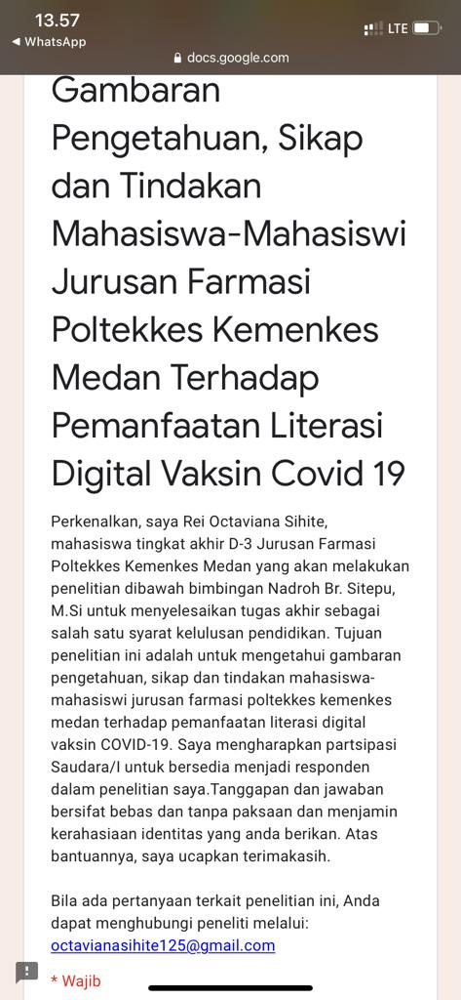 13.57
LTE
WhatsApp
docs.google.com
Gambaran
Pengetahuan, Sikap
dan Tindakan
Mahasiswa-Mahasiswi
Jurusan Farmasi
Poltekkes Kemenkes
Medan Terhadap
Pemanfaatan Literasi
Digital Vaksin Covid 19
Perkenalkan, saya Rei Octaviana Sihite,
mahasiswa tingkat akhir D-3 Jurusan Farmasi
Poltekkes Kemenkes Medan yang akan melakukan
penelitian dibawah bimbingan Nadroh Br. Sitepu,
M.Si untuk menyelesaikan tugas akhir sebagai
salah satu syarat kelulusan pendidikan. Tujuan
penelitian ini adalah untuk mengetahui gambaran
pengetahuan, sikap dan tindakan mahasiswa-
mahasiswi jurusan farmasi poltekkes kemenkes
medan terhadap pemanfaatan literasi digital
vaksin COVID-19. Saya mengharapkan partsipasi
Saudara/I untuk bersedia menjadi responden
dalam penelitian saya.Tanggapan dan jawaban
bersifat bebas dan tanpa paksaan dan menjamin
kerahasiaan identitas yang anda berikan. Atas
bantuannya, saya ucapkan terimakasih.
Bila ada pertanyaan terkait penelitian ini, Anda
dapat menghubungi peneliti melalui:
octavianasihite125@gmail.com
* Wajib